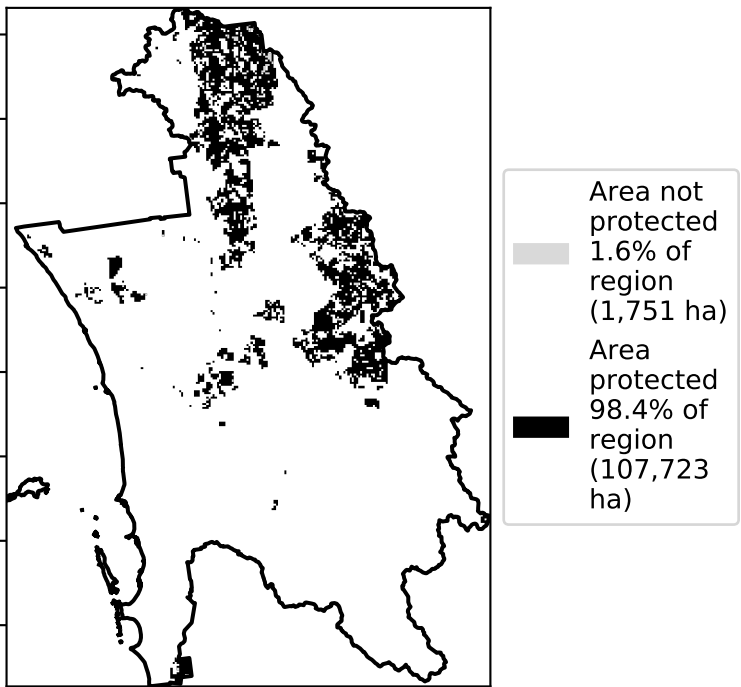 Area not
protected
1.6% of
region
(1,751 ha)
Area
protected
98.4% of
region
(107,723
ha)